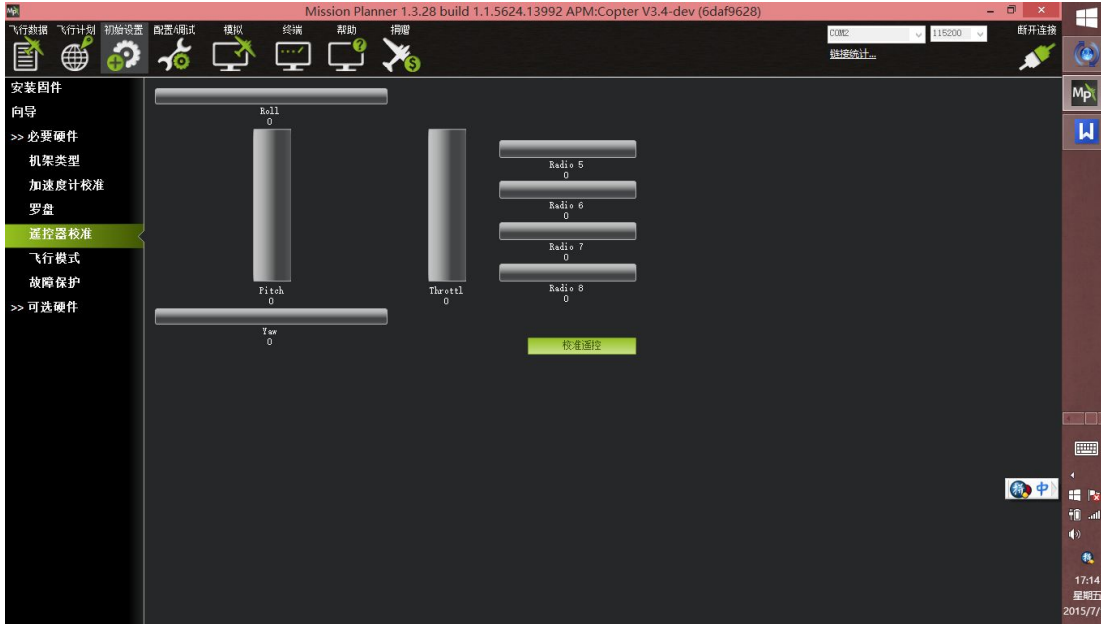 Mp
Mission Planner 1.3.28 build 1.1.5624.13992 APM:Copter V3.4-dev (6daf9628)
飞行数据 飞行计划 初始设置 配置/调试 模拟 终端 帮助 捐赠
COM2 115200 断开连接
链接统计...
安装固件
向导
>> 必要硬件
机架类型
加速度计校准
罗盘
遥控器校准
飞行模式
故障保护
>> 可选硬件
Roll
0
Pitch
0
Throttl
0
Yaw
0
Radio 5
0
Radio 6
0
Radio 7
0
Radio 8
0
校准遥控
Mp
W
拼 中
17:14
星期五
2015/7/